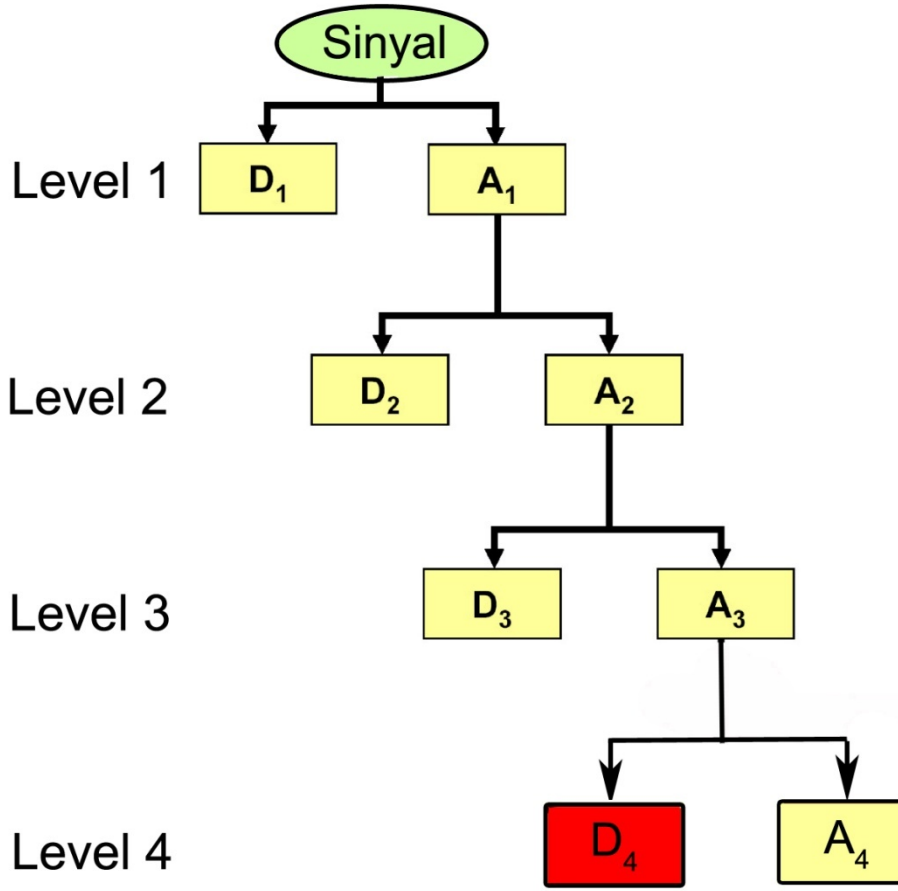 Sinyal
Level 1
D₁
A₁
Level 2
D₂
A₂
Level 3
D₃
A₃
Level 4
D₄
A₄